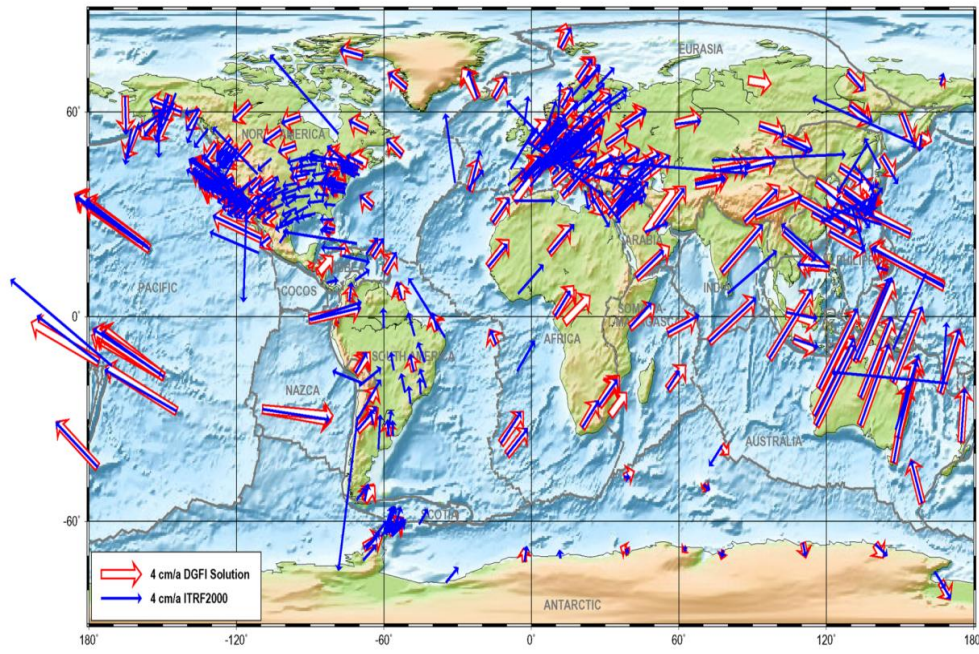 EURASIA
60˚
NORTH AMERICA
ARABIA
PACIFIC
COCOS
INDIA
PHILIPPI
0˚
AFRICA
SOUTH AMERICA
NAZCA
AUSTRALIA
-60˚
SCOTIA
4 cm/a DGFI Solution
4 cm/a ITRF2000
ANTARCTIC
180˚ -120˚ -60˚ 0˚ 60˚ 120˚ 180˚